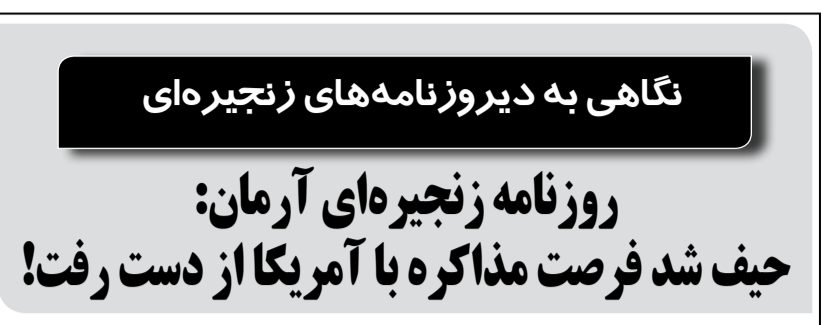 نگاهی به دیروزنامه‌های زنجیره‌ای
روزنامه زنجیره‌ای آرمان:
حیف شد فرصت مذاکره با آمریکا از دست رفت!